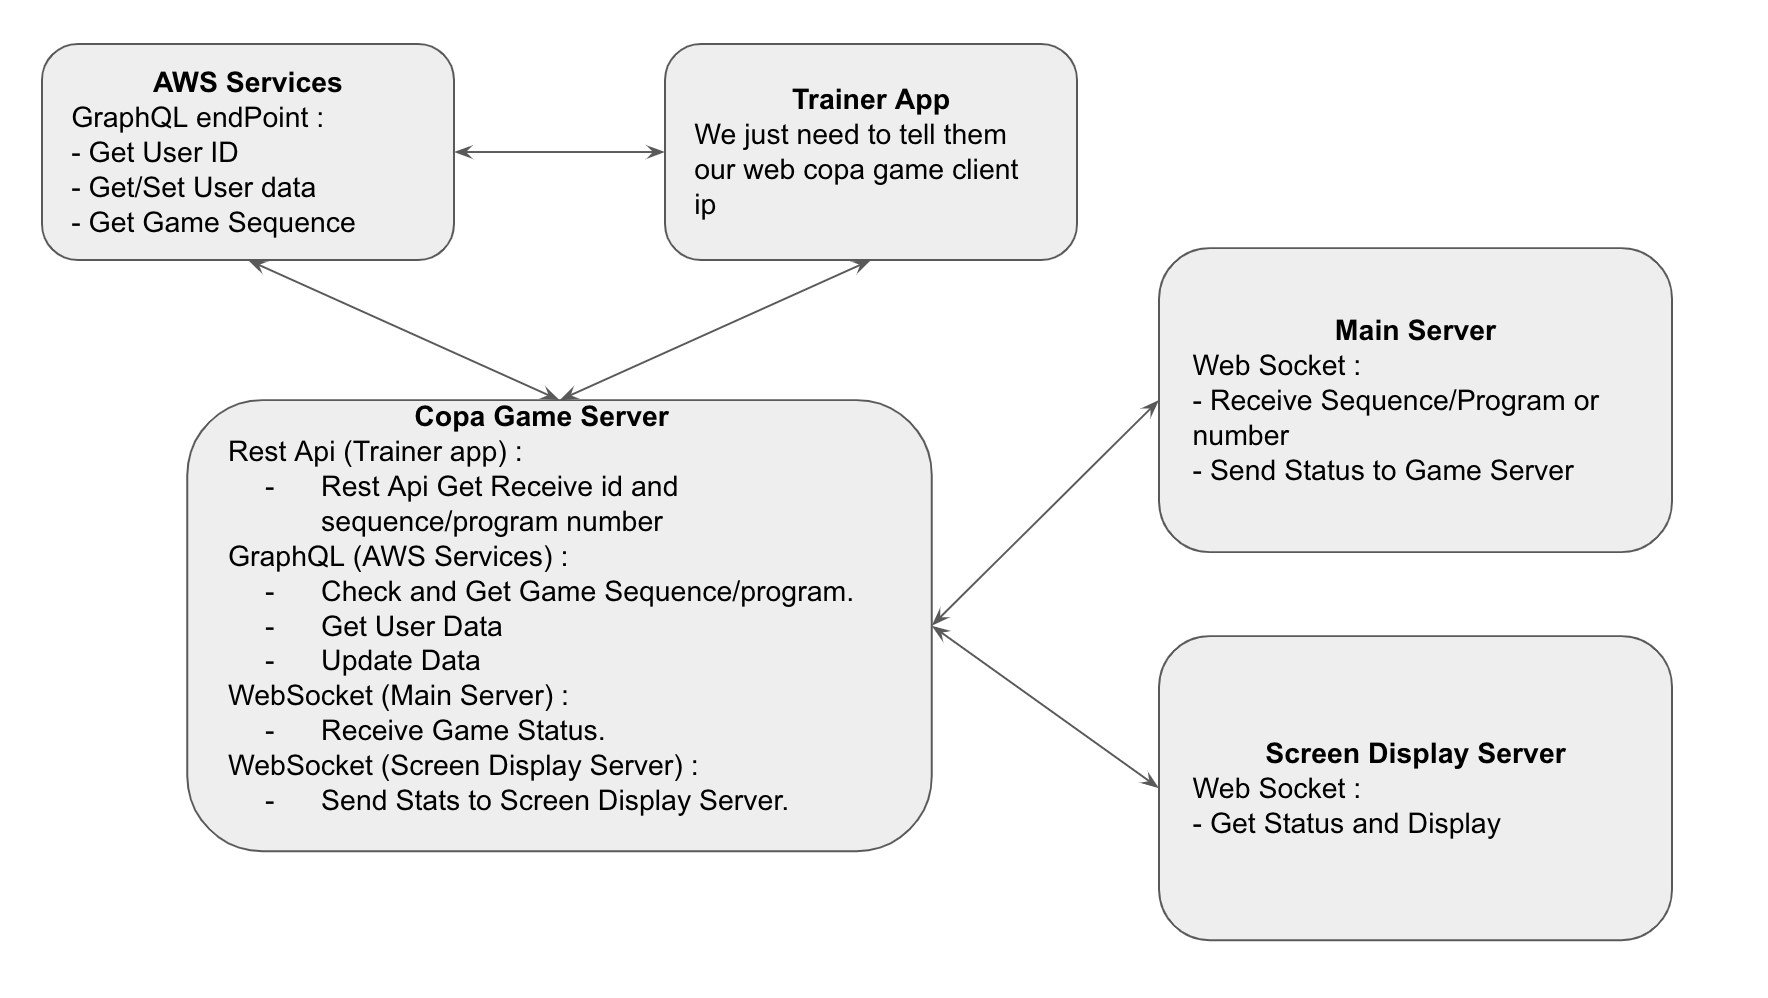 AWS Services
GraphQL endPoint :
- Get User ID
- Get/Set User data
- Get Game Sequence
Trainer App
We just need to tell them
our web copa game client
ip
Copa Game Server
Rest Api (Trainer app) :
- Rest Api Get Receive id and
sequence/program number
GraphQL (AWS Services) :
- Check and Get Game Sequence/program.
- Get User Data
- Update Data
WebSocket (Main Server) :
- Receive Game Status.
WebSocket (Screen Display Server) :
- Send Stats to Screen Display Server.
Main Server
Web Socket :
- Receive Sequence/Program or
number
- Send Status to Game Server
Screen Display Server
Web Socket :
- Get Status and Display